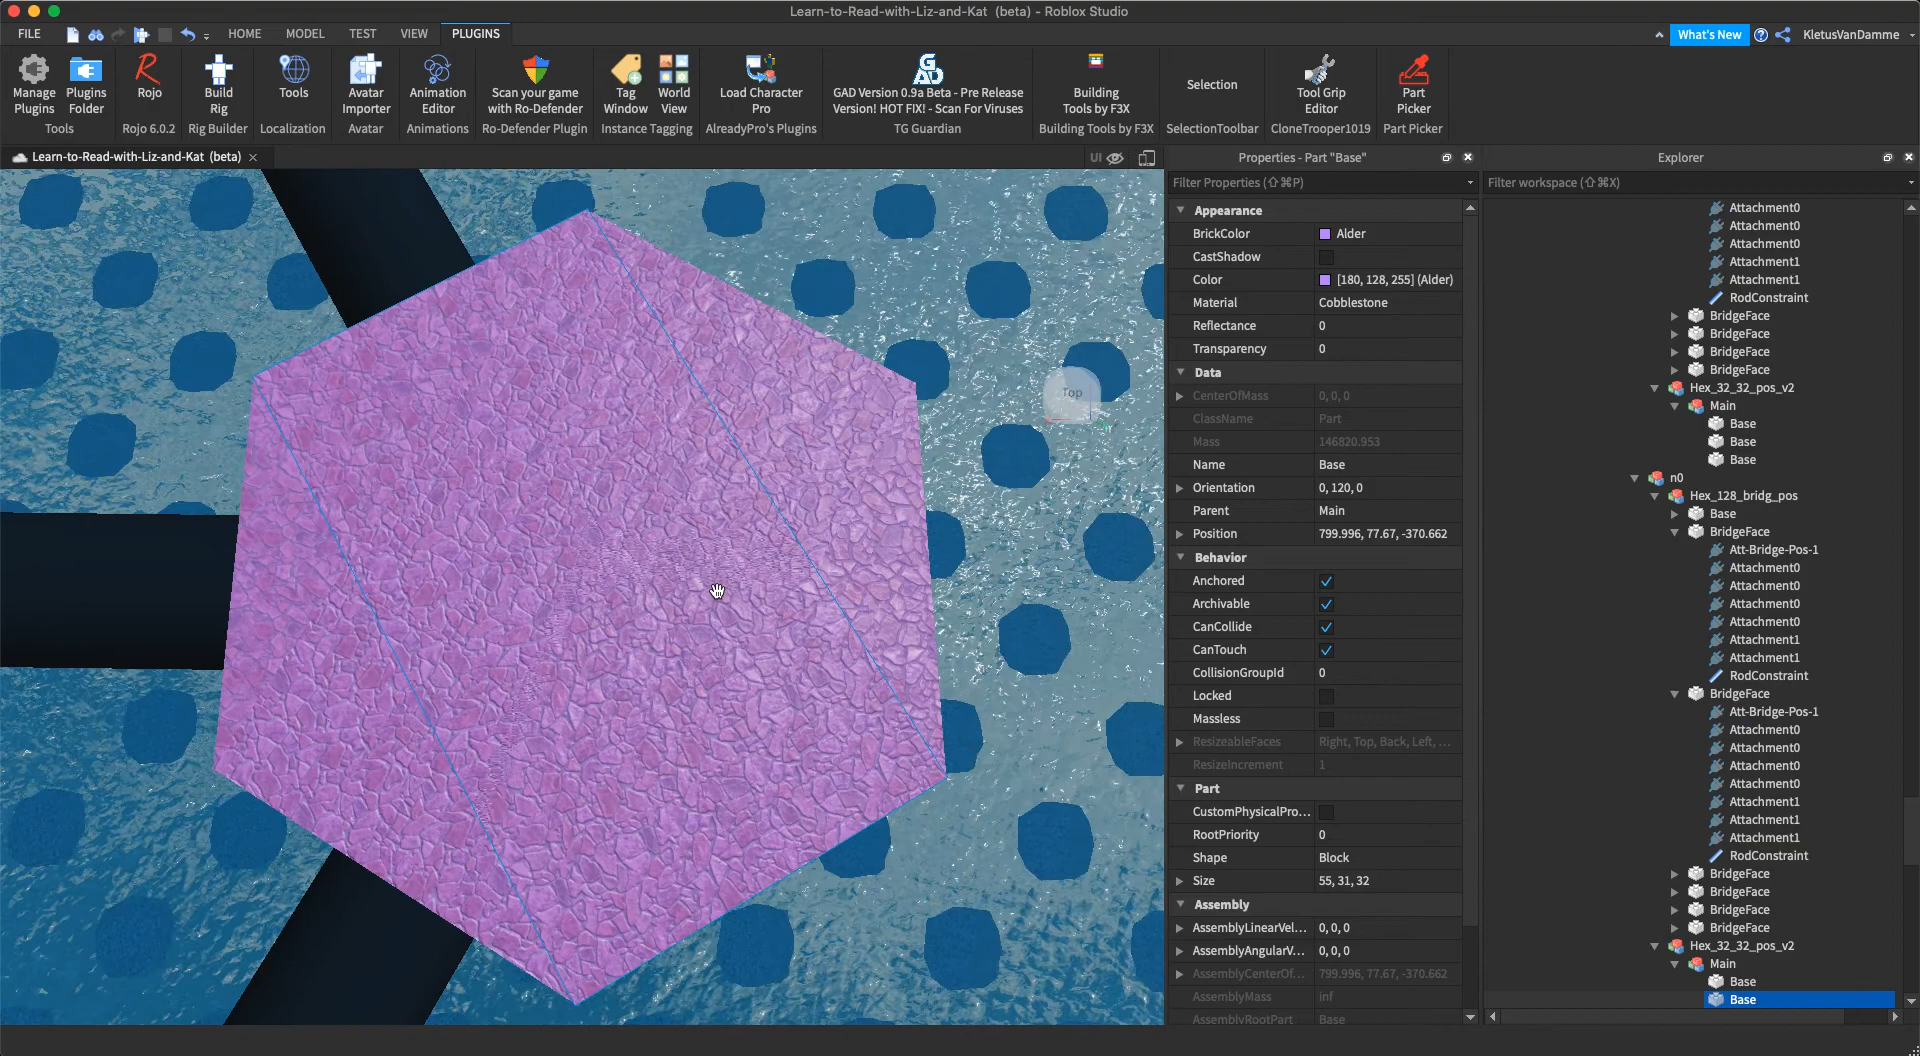 Learn-to-Read-with-Liz-and-Kat (beta) - Roblox Studio
FILE HOME MODEL TEST VIEW PLUGINS What's New KletusVanDamme
Manage Plugins
Plugins Folder
Tools
Rojo
Rojo 6.0.2
Build Rig
Rig Builder
Tools
Localization
Avatar Importer
Avatar
Animation Editor
Animations
Scan your game with Ro-Defender
Ro-Defender Plugin
Tag Window
World View
Instance Tagging
Load Character Pro
AlreadyPro's Plugins
GAD
GAD Version 0.9a Beta - Pre Release
Version! HOT FIX! - Scan For Viruses
TG Guardian
Building Tools by F3X
Building Tools by F3X
Selection
SelectionToolbar
Tool Grip Editor
CloneTrooper1019
Part Picker
Part Picker
Learn-to-Read-with-Liz-and-Kat (beta)
UI
Top
Properties - Part "Base"
Filter Properties (⇧⌘P)
Appearance
BrickColor Alder
CastShadow
Color [180, 128, 255] (Alder)
Material Cobblestone
Reflectance 0
Transparency 0
Data
CenterOfMass 0, 0, 0
ClassName Part
Mass 146820.953
Name Base
Orientation 0, 120, 0
Parent Main
Position 799.996, 77.67, -370.662
Behavior
Anchored
Archivable
CanCollide
CanTouch
CollisionGroupId 0
Locked
Massless
ResizeableFaces Right, Top, Back, Left, ...
ResizeIncrement 1
Part
CustomPhysicalPro...
RootPriority 0
Shape Block
Size 55, 31, 32
Assembly
AssemblyLinearVel... 0, 0, 0
AssemblyAngularV... 0, 0, 0
AssemblyCenterOf... 799.996, 77.67, -370.662
AssemblyMass inf
AssemblyRootPart Base
Explorer
Filter workspace (⇧⌘X)
Attachment0
Attachment0
Attachment0
Attachment1
Attachment1
RodConstraint
BridgeFace
BridgeFace
BridgeFace
BridgeFace
Hex_32_32_pos_v2
Main
Base
Base
Base
n0
Hex_128_bridg_pos
Base
BridgeFace
Att-Bridge-Pos-1
Attachment0
Attachment0
Attachment0
Attachment0
Attachment1
Attachment1
RodConstraint
BridgeFace
Att-Bridge-Pos-1
Attachment0
Attachment0
Attachment0
Attachment0
Attachment1
Attachment1
Attachment1
RodConstraint
BridgeFace
BridgeFace
BridgeFace
BridgeFace
Hex_32_32_pos_v2
Main
Base
Base